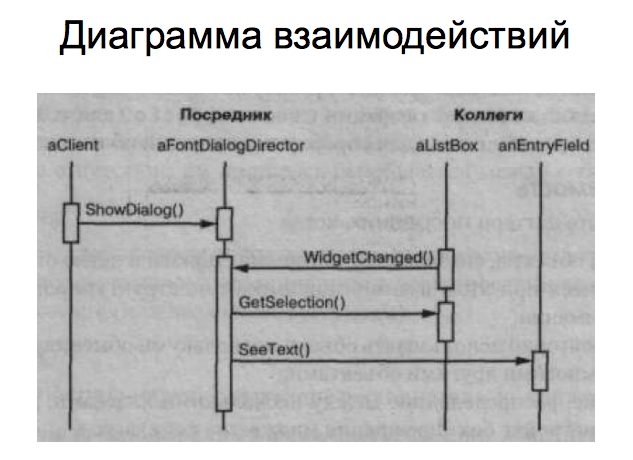 Диаграмма взаимодействий
Посредник Коллеги
aClient aFontDialogDirector aListBox anEntryField
ShowDialog()
WidgetChanged()
GetSelection()
SeeText()